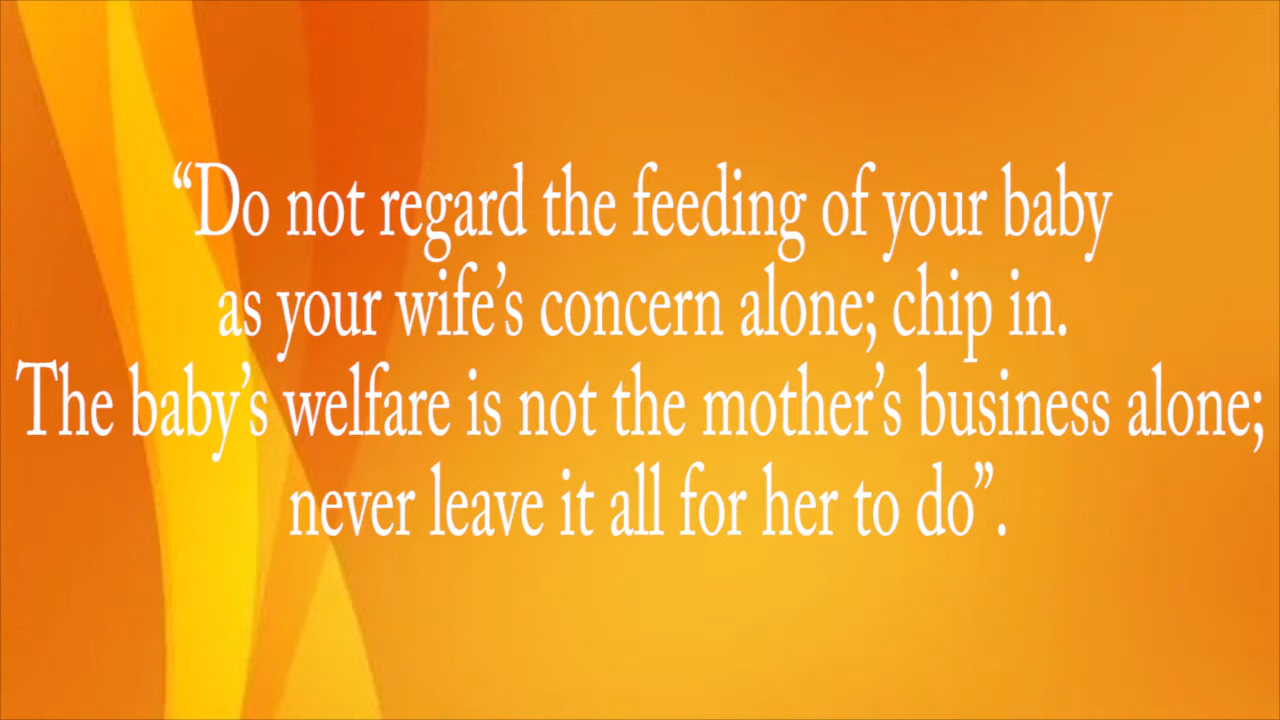 “Do not regard the feeding of your baby
as your wife’s concern alone; chip in.
The baby’s welfare is not the mother’s business alone;
never leave it all for her to do”.